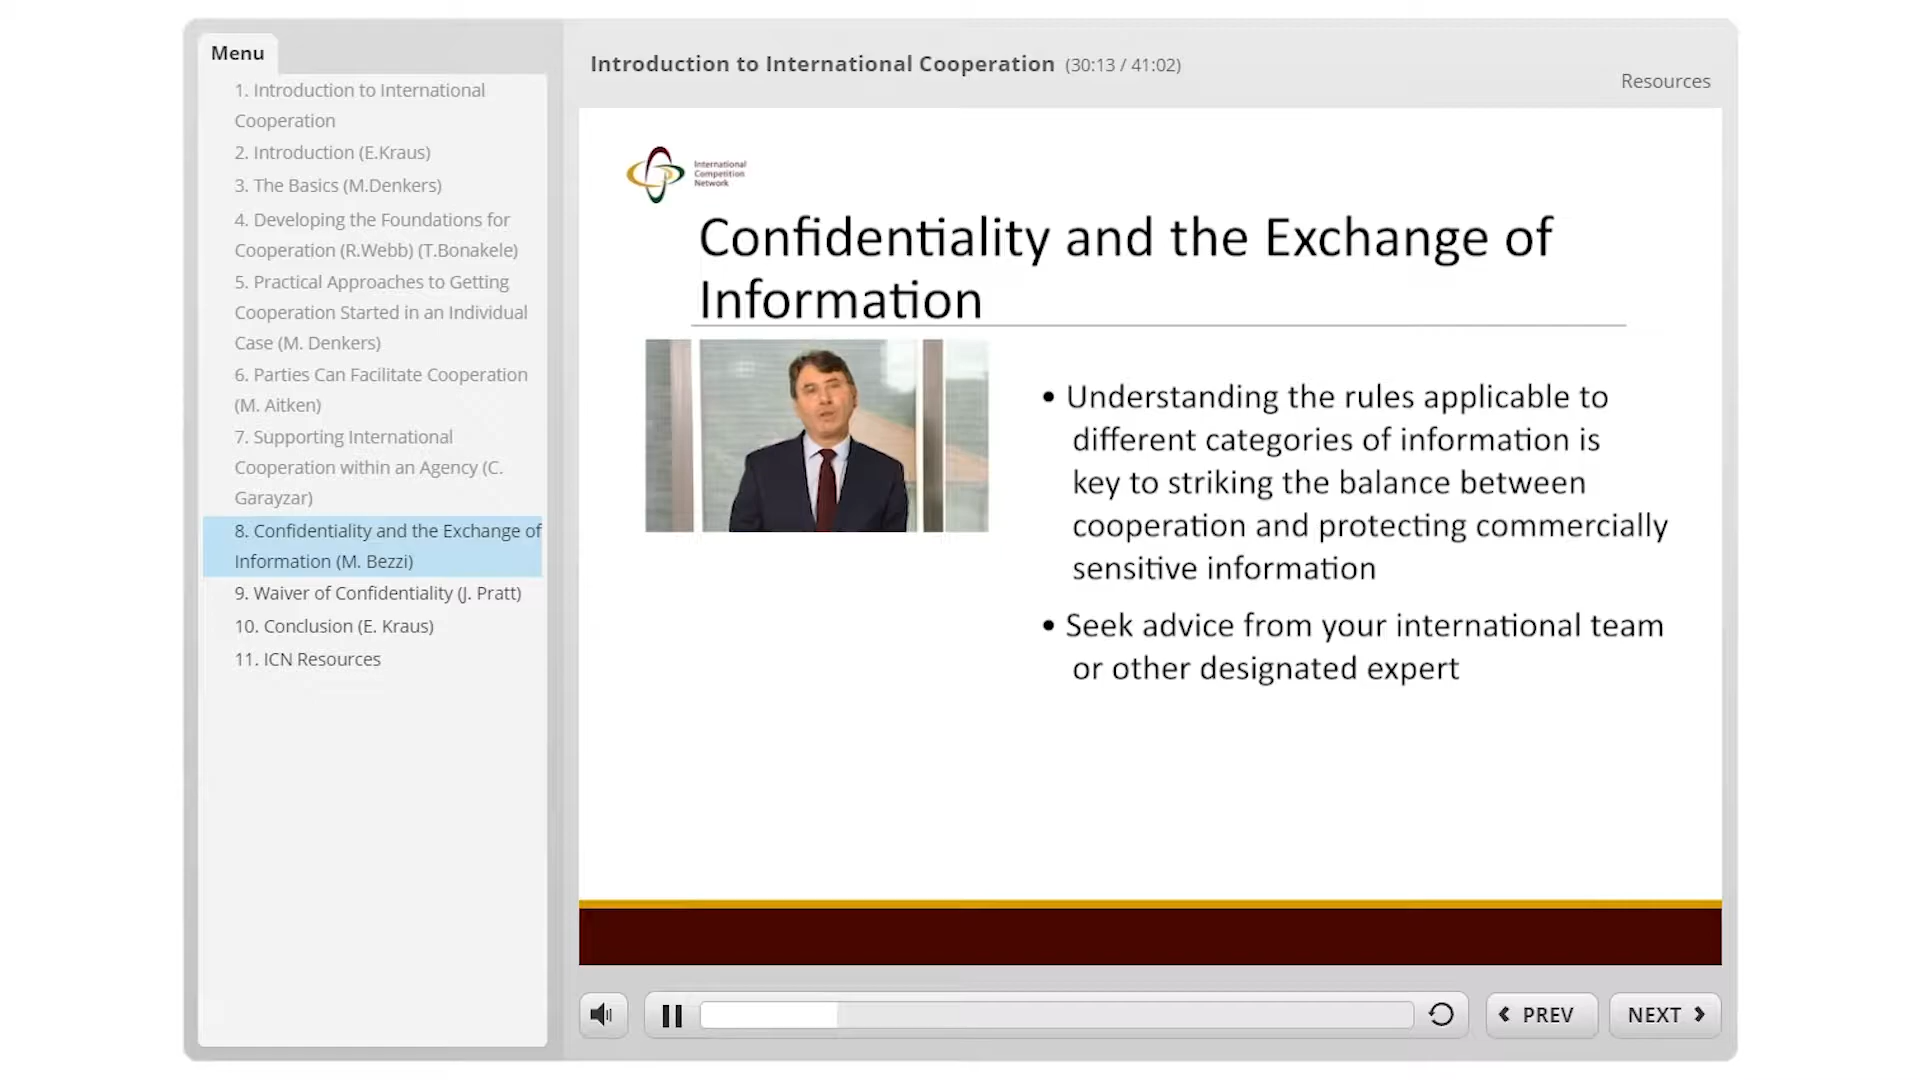 Menu
1. Introduction to International
Cooperation
2. Introduction (E.Kraus)
3. The Basics (M.Denkers)
4. Developing the Foundations for
Cooperation (R.Webb) (T.Bonakele)
5. Practical Approaches to Getting
Cooperation Started in an Individual
Case (M. Denkers)
6. Parties Can Facilitate Cooperation
(M. Aitken)
7. Supporting International
Cooperation within an Agency (C.
Garayzar)
8. Confidentiality and the Exchange of
Information (M. Bezzi)
9. Waiver of Confidentiality (J. Pratt)
10. Conclusion (E. Kraus)
11. ICN Resources
Introduction to International Cooperation (30:13 / 41:02)
Resources
International
Competition
Network
Confidentiality and the Exchange of
Information
• Understanding the rules applicable to
different categories of information is
key to striking the balance between
cooperation and protecting commercially
sensitive information
• Seek advice from your international team
or other designated expert
PREV
NEXT